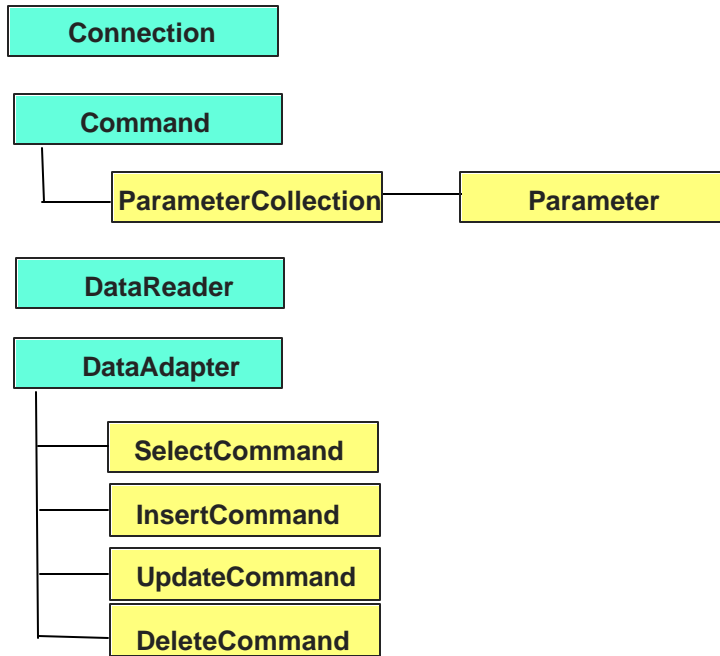 Connection
Command
ParameterCollection
Parameter
DataReader
DataAdapter
SelectCommand
InsertCommand
UpdateCommand
DeleteCommand